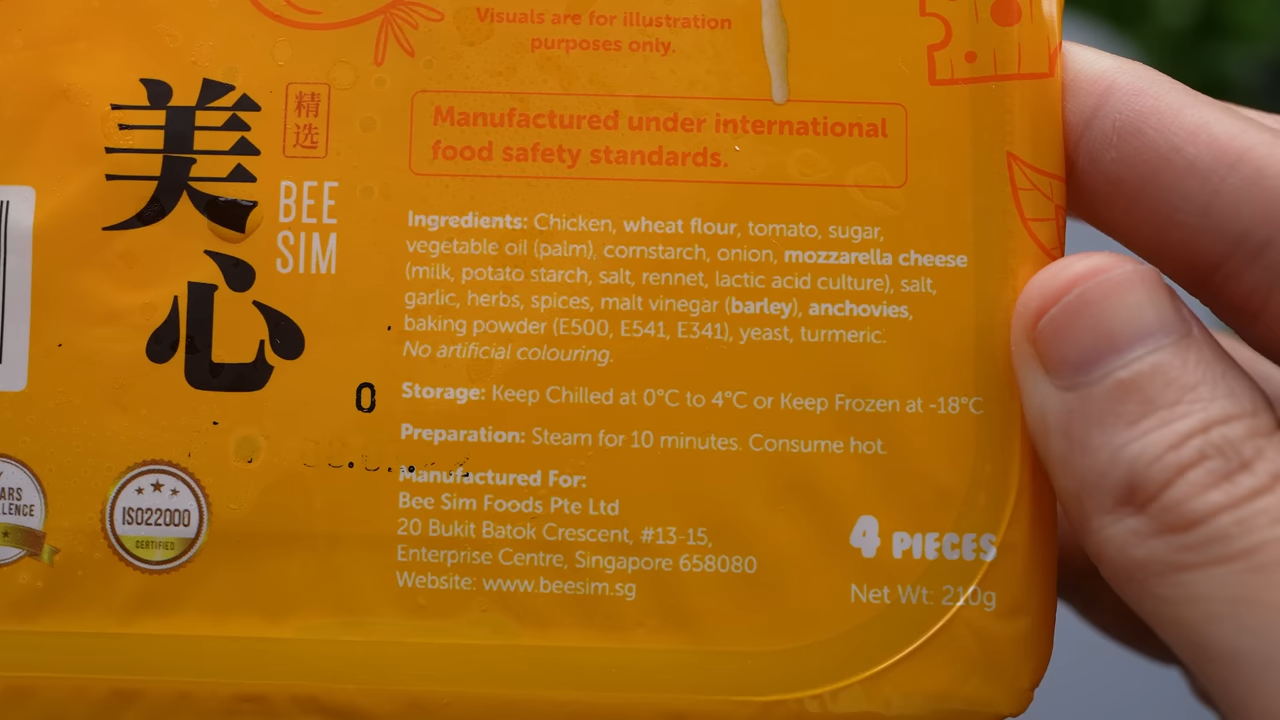 Visuals are for illustration
purposes only.
美心
精选
BEE
SIM
Manufactured under international
food safety standards.
Ingredients: Chicken, wheat flour, tomato, sugar,
vegetable oil (palm), cornstarch, onion, mozzarella cheese
(milk, potato starch, salt, rennet, lactic acid culture), salt,
garlic, herbs, spices, malt vinegar (barley), anchovies,
baking powder (E500, E541, E341), yeast, turmeric.
No artificial colouring.
Storage: Keep Chilled at 0°C to 4°C or Keep Frozen at -18°C
Preparation: Steam for 10 minutes. Consume hot.
Manufactured For:
Bee Sim Foods Pte Ltd
20 Bukit Batok Crescent, #13-15,
Enterprise Centre, Singapore 658080
Website: www.beesim.sg
0
ISO22000
CERTIFIED
4 PIECES
Net Wt: 210g